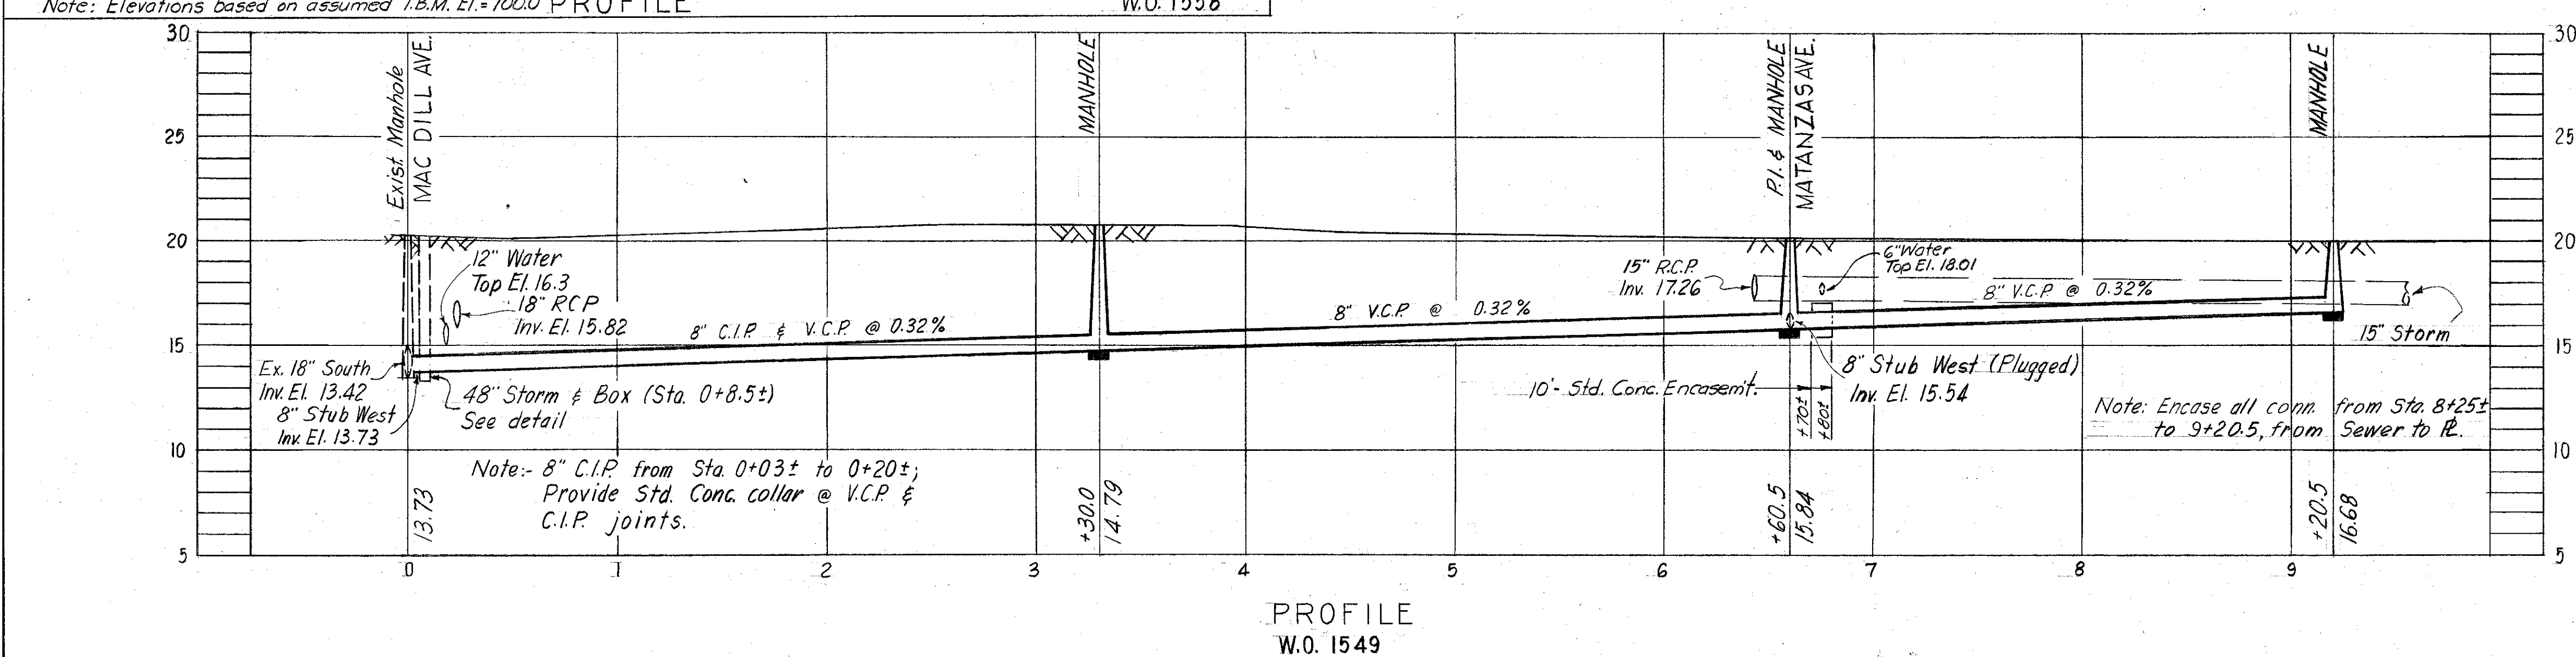 Note: Elevations based on assumed T.B.M. El. = 100.0 PROFILE
W.O. 1558
30
25
20
15
10
5
Exist. Manhole
MAC DILL AVE.
MANHOLE
P.I. & MANHOLE
MATANZAS AVE.
MANHOLE
30
25
20
15
10
5
12" Water
Top El. 16.3
18" RCP
Inv. El. 15.82
8" C.I.P. & V.C.P. @ 0.32%
8" V.C.P. @ 0.32%
15" R.C.P.
Inv. 17.26
6" Water
Top El. 18.01
8" V.C.P. @ 0.32%
15" Storm
Ex. 18" South
Inv. El. 13.42
8" Stub West
Inv. El. 13.73
48" Storm & Box (Sta. 0+8.5±)
See detail
10'- Std. Conc. Encasem't.
+70±
+80±
8" Stub West (Plugged)
Inv. El. 15.54
Note: Encase all conn. from Sta. 8+25±
to 9+20.5, from Sewer to PL.
Note:- 8" C.I.P. from Sta. 0+03± to 0+20±;
Provide Std. Conc. collar @ V.C.P. &
C.I.P. joints.
13.73
+30.0
14.79
+60.5
15.84
+20.5
16.68
0 1 2 3 4 5 6 7 8 9
PROFILE
W.O. 1549